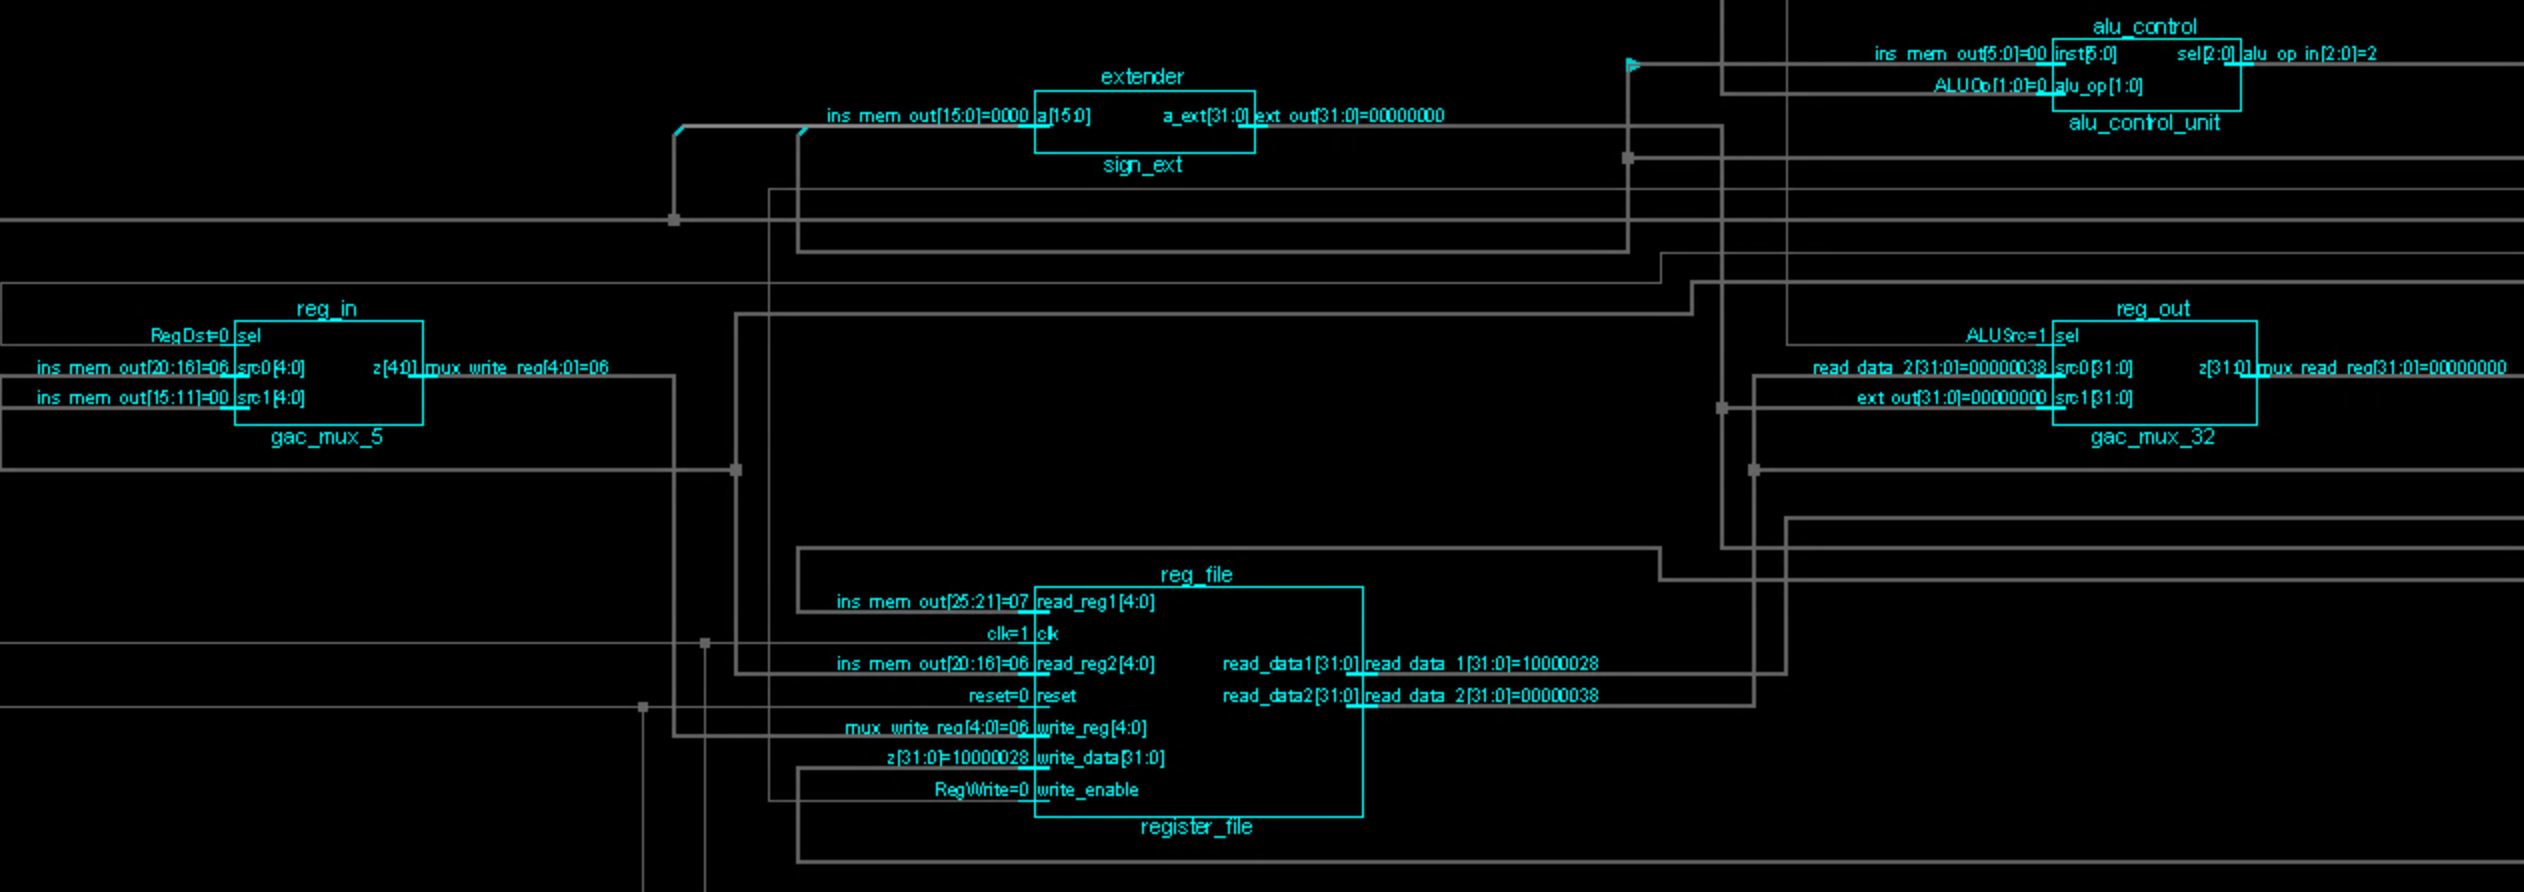 alu_control
ins_mem_out[5:0]=00 inst[5:0] sel[2:0] alu_op_in[2:0]=2
ALUOp[1:0]=0 alu_op[1:0]
alu_control_unit
extender
ins_mem_out[15:0]=0000 a[15:0] a_ext[31:0] ext_out[31:0]=00000000
sign_ext
reg_in
RegDst=0 sel
ins_mem_out[20:16]=06 src0[4:0] z[4:0] mux_write_reg[4:0]=06
ins_mem_out[15:11]=00 src1[4:0]
gac_mux_5
reg_out
ALUSrc=1 sel
read_data_2[31:0]=00000038 src0[31:0] z[31:0] mux_read_reg[31:0]=00000000
ext_out[31:0]=00000000 src1[31:0]
gac_mux_32
reg_file
ins_mem_out[25:21]=07 read_reg1[4:0]
clk=1 clk
ins_mem_out[20:16]=06 read_reg2[4:0] read_data1[31:0] read_data_1[31:0]=10000028
reset=0 reset read_data2[31:0] read_data_2[31:0]=00000038
mux_write_reg[4:0]=06 write_reg[4:0]
z[31:0]=10000028 write_data[31:0]
RegWrite=0 write_enable
register_file